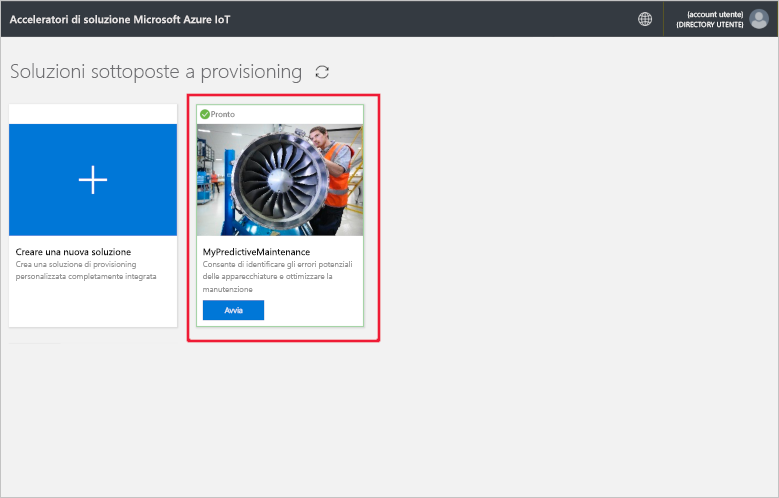 Acceleratori di soluzione Microsoft Azure IoT
(account utente)
(DIRECTORY UTENTE)
Soluzioni sottoposte a provisioning
Creare una nuova soluzione
Crea una soluzione di provisioning
personalizzata completamente integrata
Pronto
MyPredictiveMaintenance
Consente di identificare gli errori potenziali
delle apparecchiature e ottimizzare la
manutenzione
Avvia